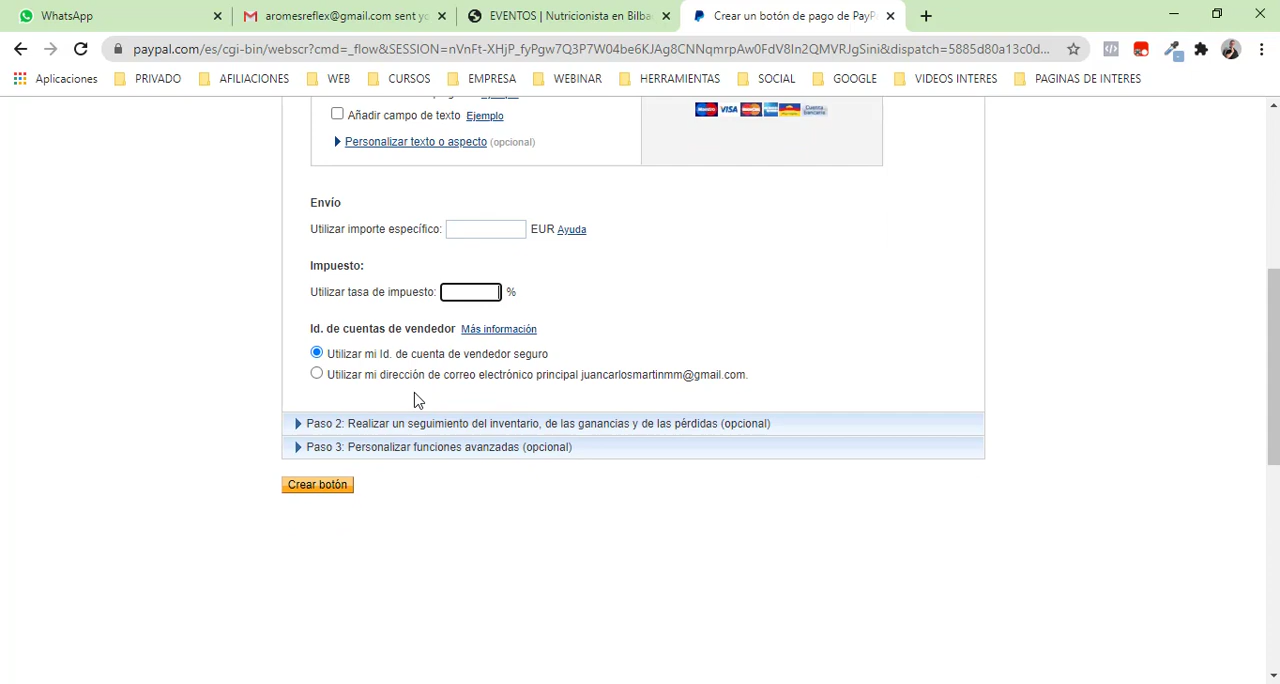 WhatsApp
aromesreflex@gmail.com sent yo
EVENTOS | Nutricionista en Bilba
Crear un botón de pago de PayP
paypal.com/es/cgi-bin/webscr?cmd=_flow&SESSION=nVnFt-XHjP_fyPgw7Q3P7W04be6KJAg8CNNqmrpAw0FdV8In2QMVRJgSini&dispatch=5885d80a13c0d...
Aplicaciones PRIVADO AFILIACIONES WEB CURSOS EMPRESA WEBINAR HERRAMIENTAS SOCIAL GOOGLE VIDEOS INTERES PAGINAS DE INTERES
Añadir campo de texto Ejemplo
Personalizar texto o aspecto (opcional)
VISA
Envío
Utilizar importe específico: EUR Ayuda
Impuesto:
Utilizar tasa de impuesto: %
Id. de cuentas de vendedor Más información
Utilizar mi Id. de cuenta de vendedor seguro
Utilizar mi dirección de correo electrónico principal juancarlosmartinmm@gmail.com.
Paso 2: Realizar un seguimiento del inventario, de las ganancias y de las pérdidas (opcional)
Paso 3: Personalizar funciones avanzadas (opcional)
Crear botón